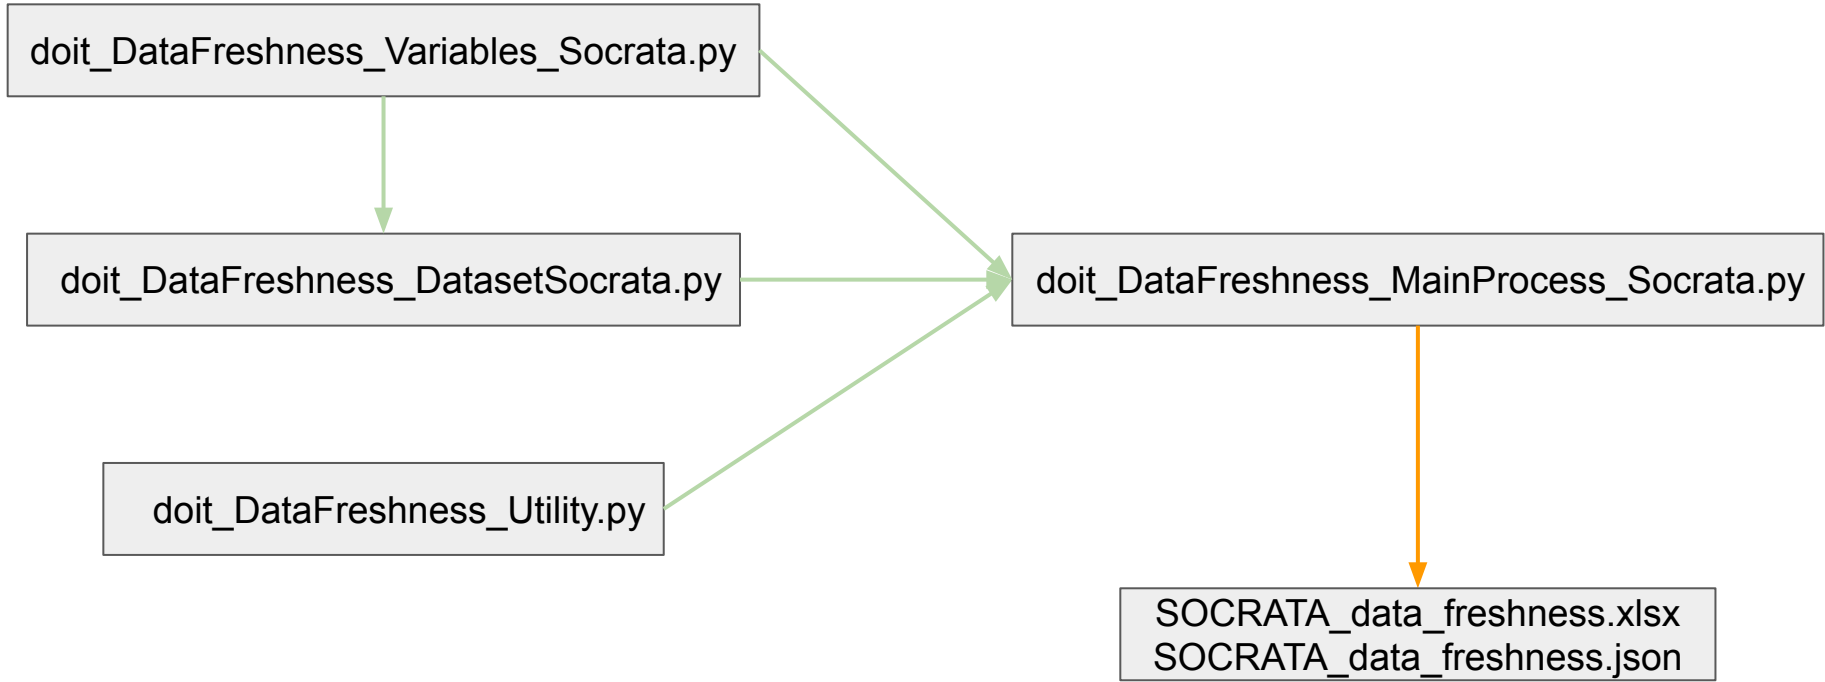 doit_DataFreshness_Variables_Socrata.py
doit_DataFreshness_DatasetSocrata.py
doit_DataFreshness_MainProcess_Socrata.py
doit_DataFreshness_Utility.py
SOCRATA_data_freshness.xlsx
SOCRATA_data_freshness.json